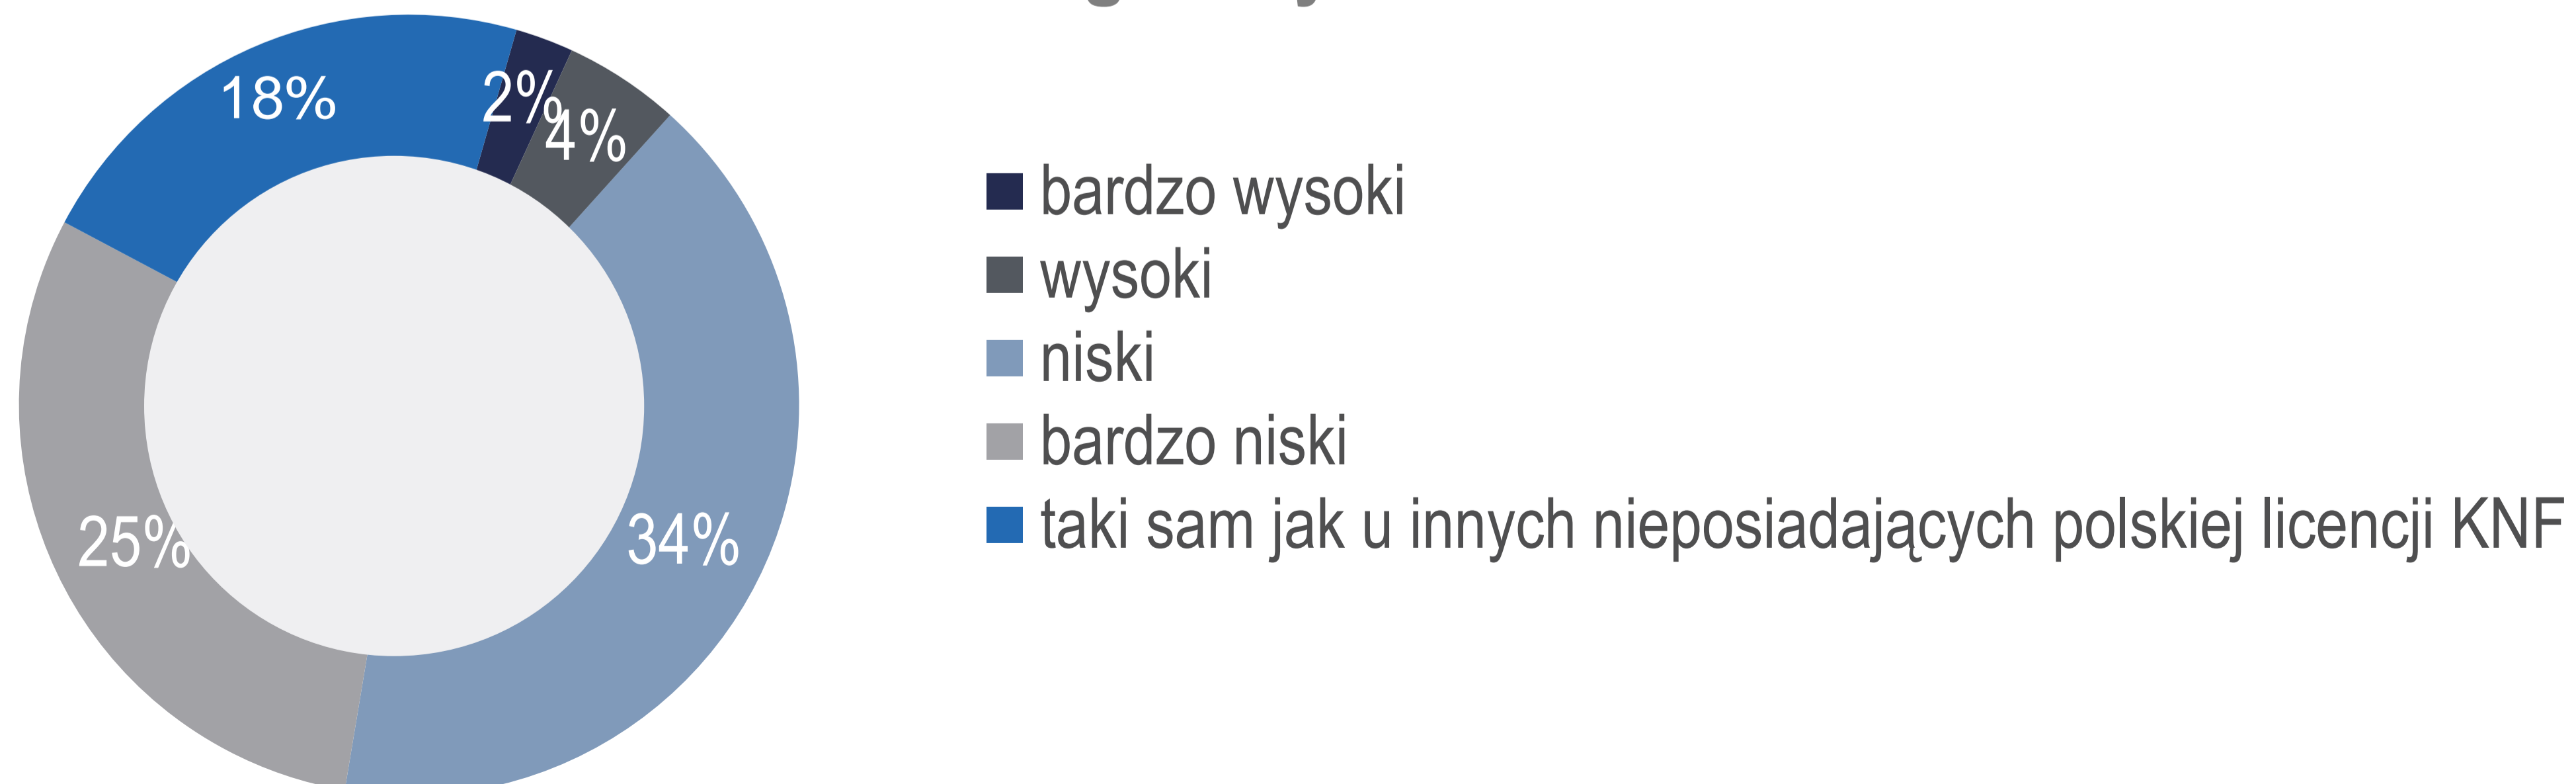 18%
2%
4%
25%
34%
bardzo wysoki
wysoki
niski
bardzo niski
taki sam jak u innych nieposiadających polskiej licencji KNF